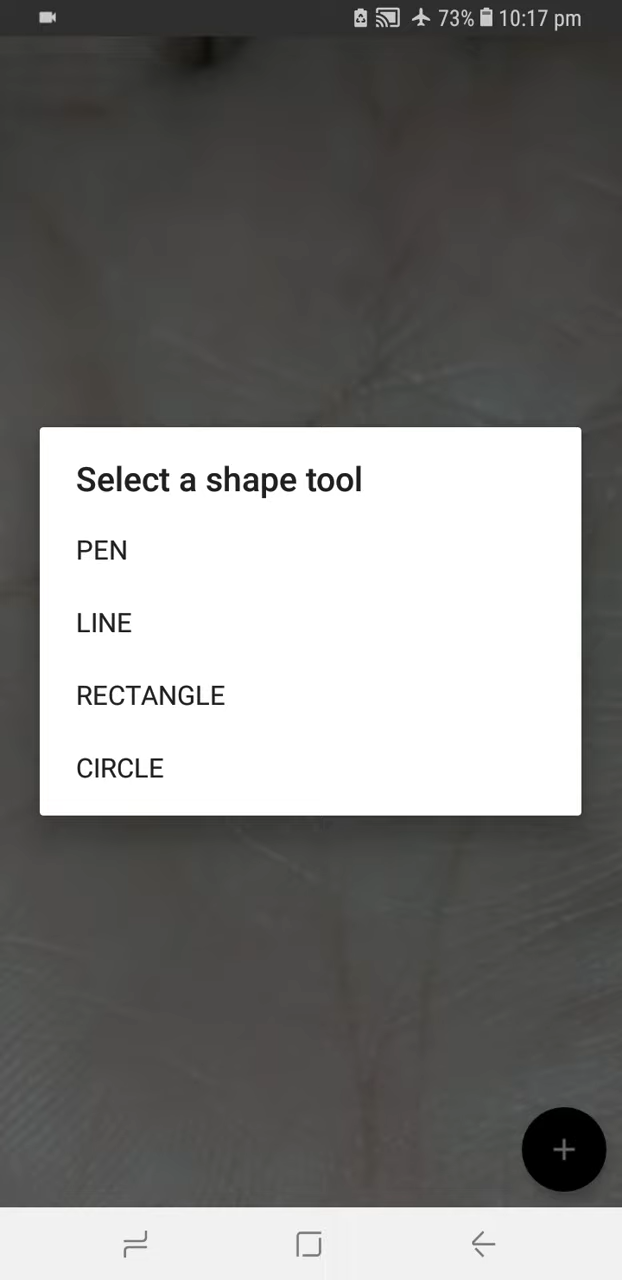 73% 10:17 pm
Select a shape tool
PEN
LINE
RECTANGLE
CIRCLE